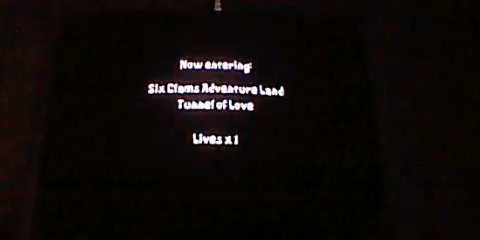 Now entering:
Six Clams Adventure Land
Tunnel of Love
Lives x 1